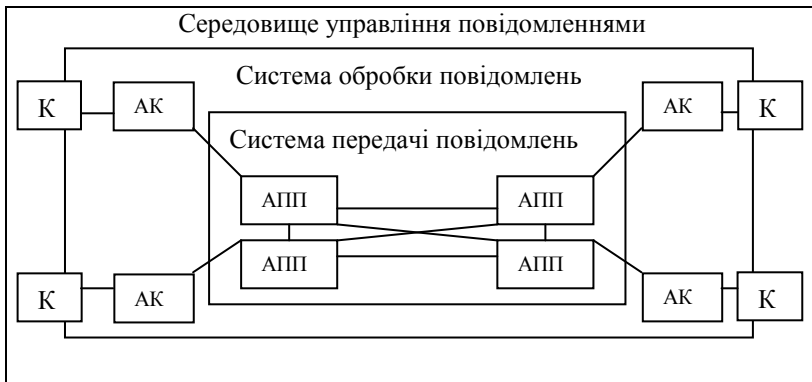 Середовище управління повідомленнями
Система обробки повідомлень
К
АК
АК
К
Система передачі повідомлень
АПП
АПП
АПП
АПП
К
АК
АК
К